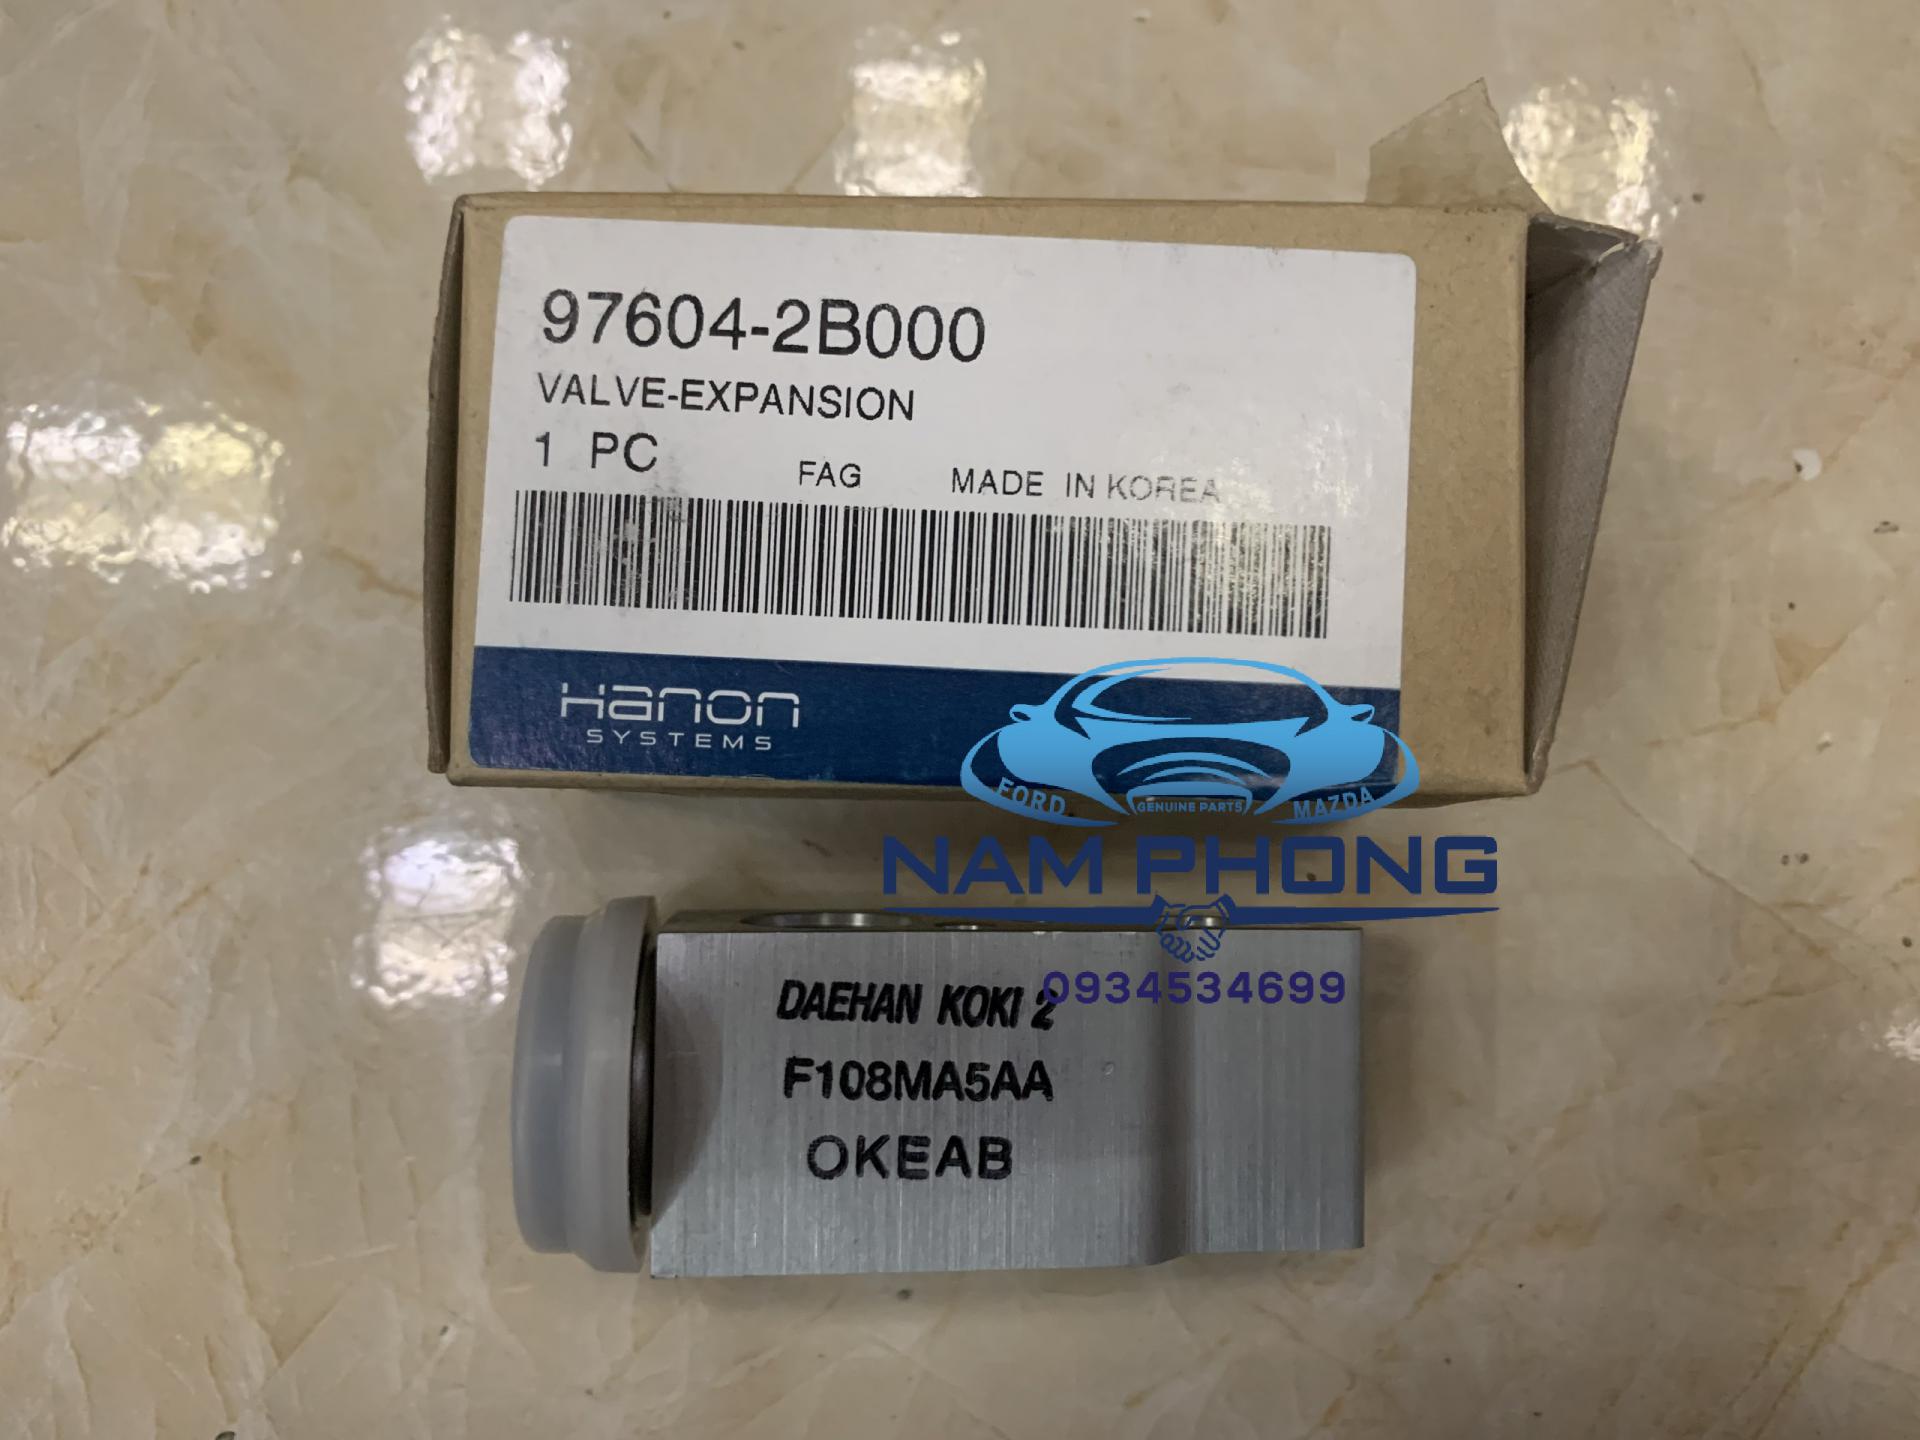 97604-2B000
VALVE-EXPANSION
1 PC
FAG MADE IN KOREA
Hanon
SYSTEMS
FORD GENUINE PARTS MAZDA
NAM PHONG
0934534699
DAEHAN KOKI 2
F108MA5AA
OKEAB